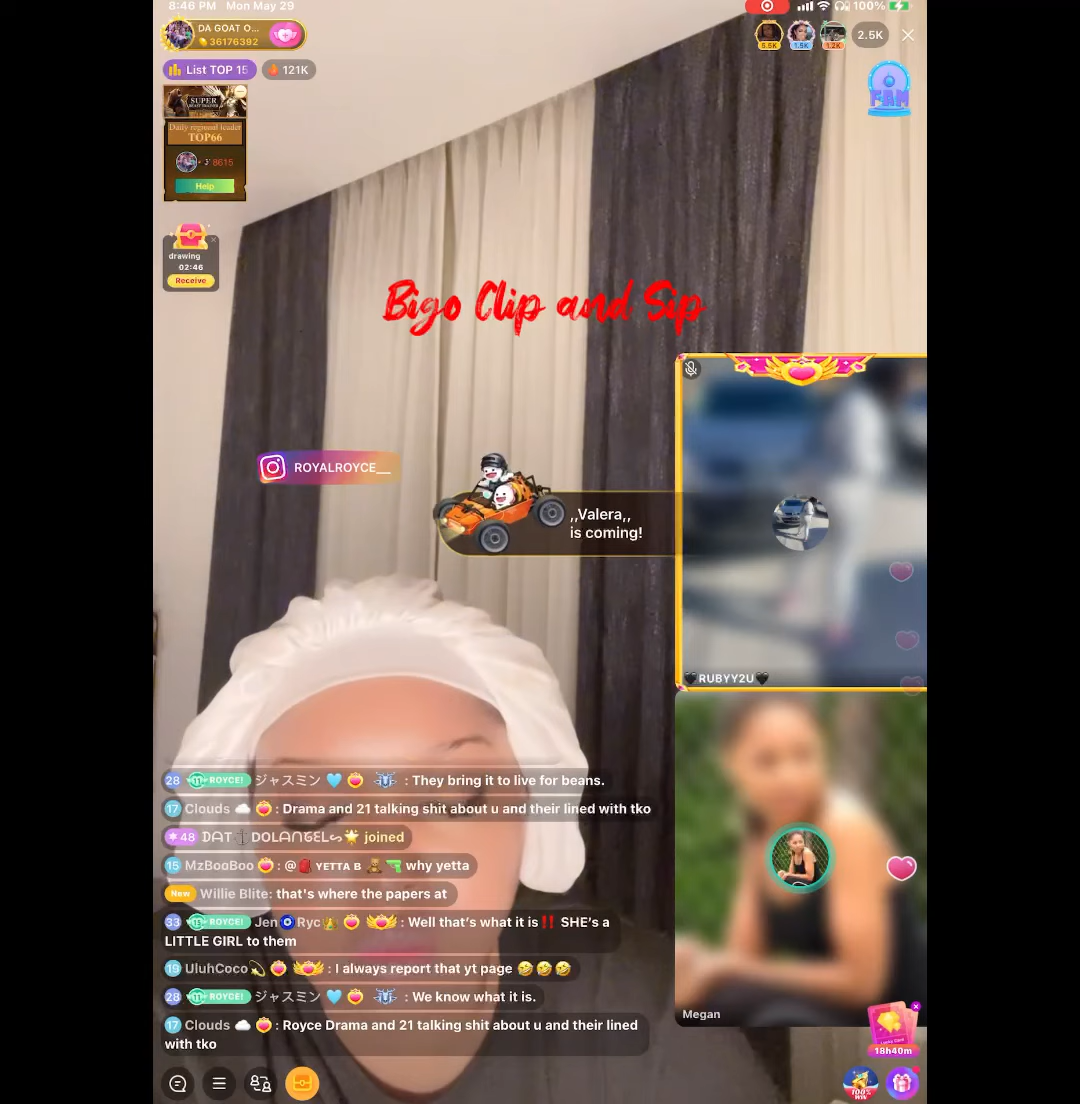 8:46 PM Mon May 29
100%
DA GOAT O...
36176392
5.5K
1.5K
1.2K
2.5K
List TOP 15
121K
FAM
SUPER
Daily regional leader
TOP66
8615
Help
drawing
02:46
Receive
Bigo Clip and Sip
ROYALROYCE__
,,Valera,,
is coming!
🖤RUBYY2U🖤
28 ROYCE! ジャスミン 🩵 : They bring it to live for beans.
17 Clouds ☁️ : Drama and 21 talking shit about u and their lined with tko
48 ᗪᗩT⚓ ᗪOᒪᗩᑎᘜᗴᒪ🌟 joined
15 MzBooBoo : @🎒 YETTA B 🧸🔫 why yetta
New Willie Blite: that's where the papers at
33 ROYCE! Jen🧿Ryc👑 : Well that's what it is‼️ SHE's a
LITTLE GIRL to them
19 UluhCoco💫 : I always report that yt page 🤣🤣🤣
28 ROYCE! ジャスミン 🩵 : We know what it is.
17 Clouds ☁️ : Royce Drama and 21 talking shit about u and their lined
with tko
Megan
18h40m
100%
WIN